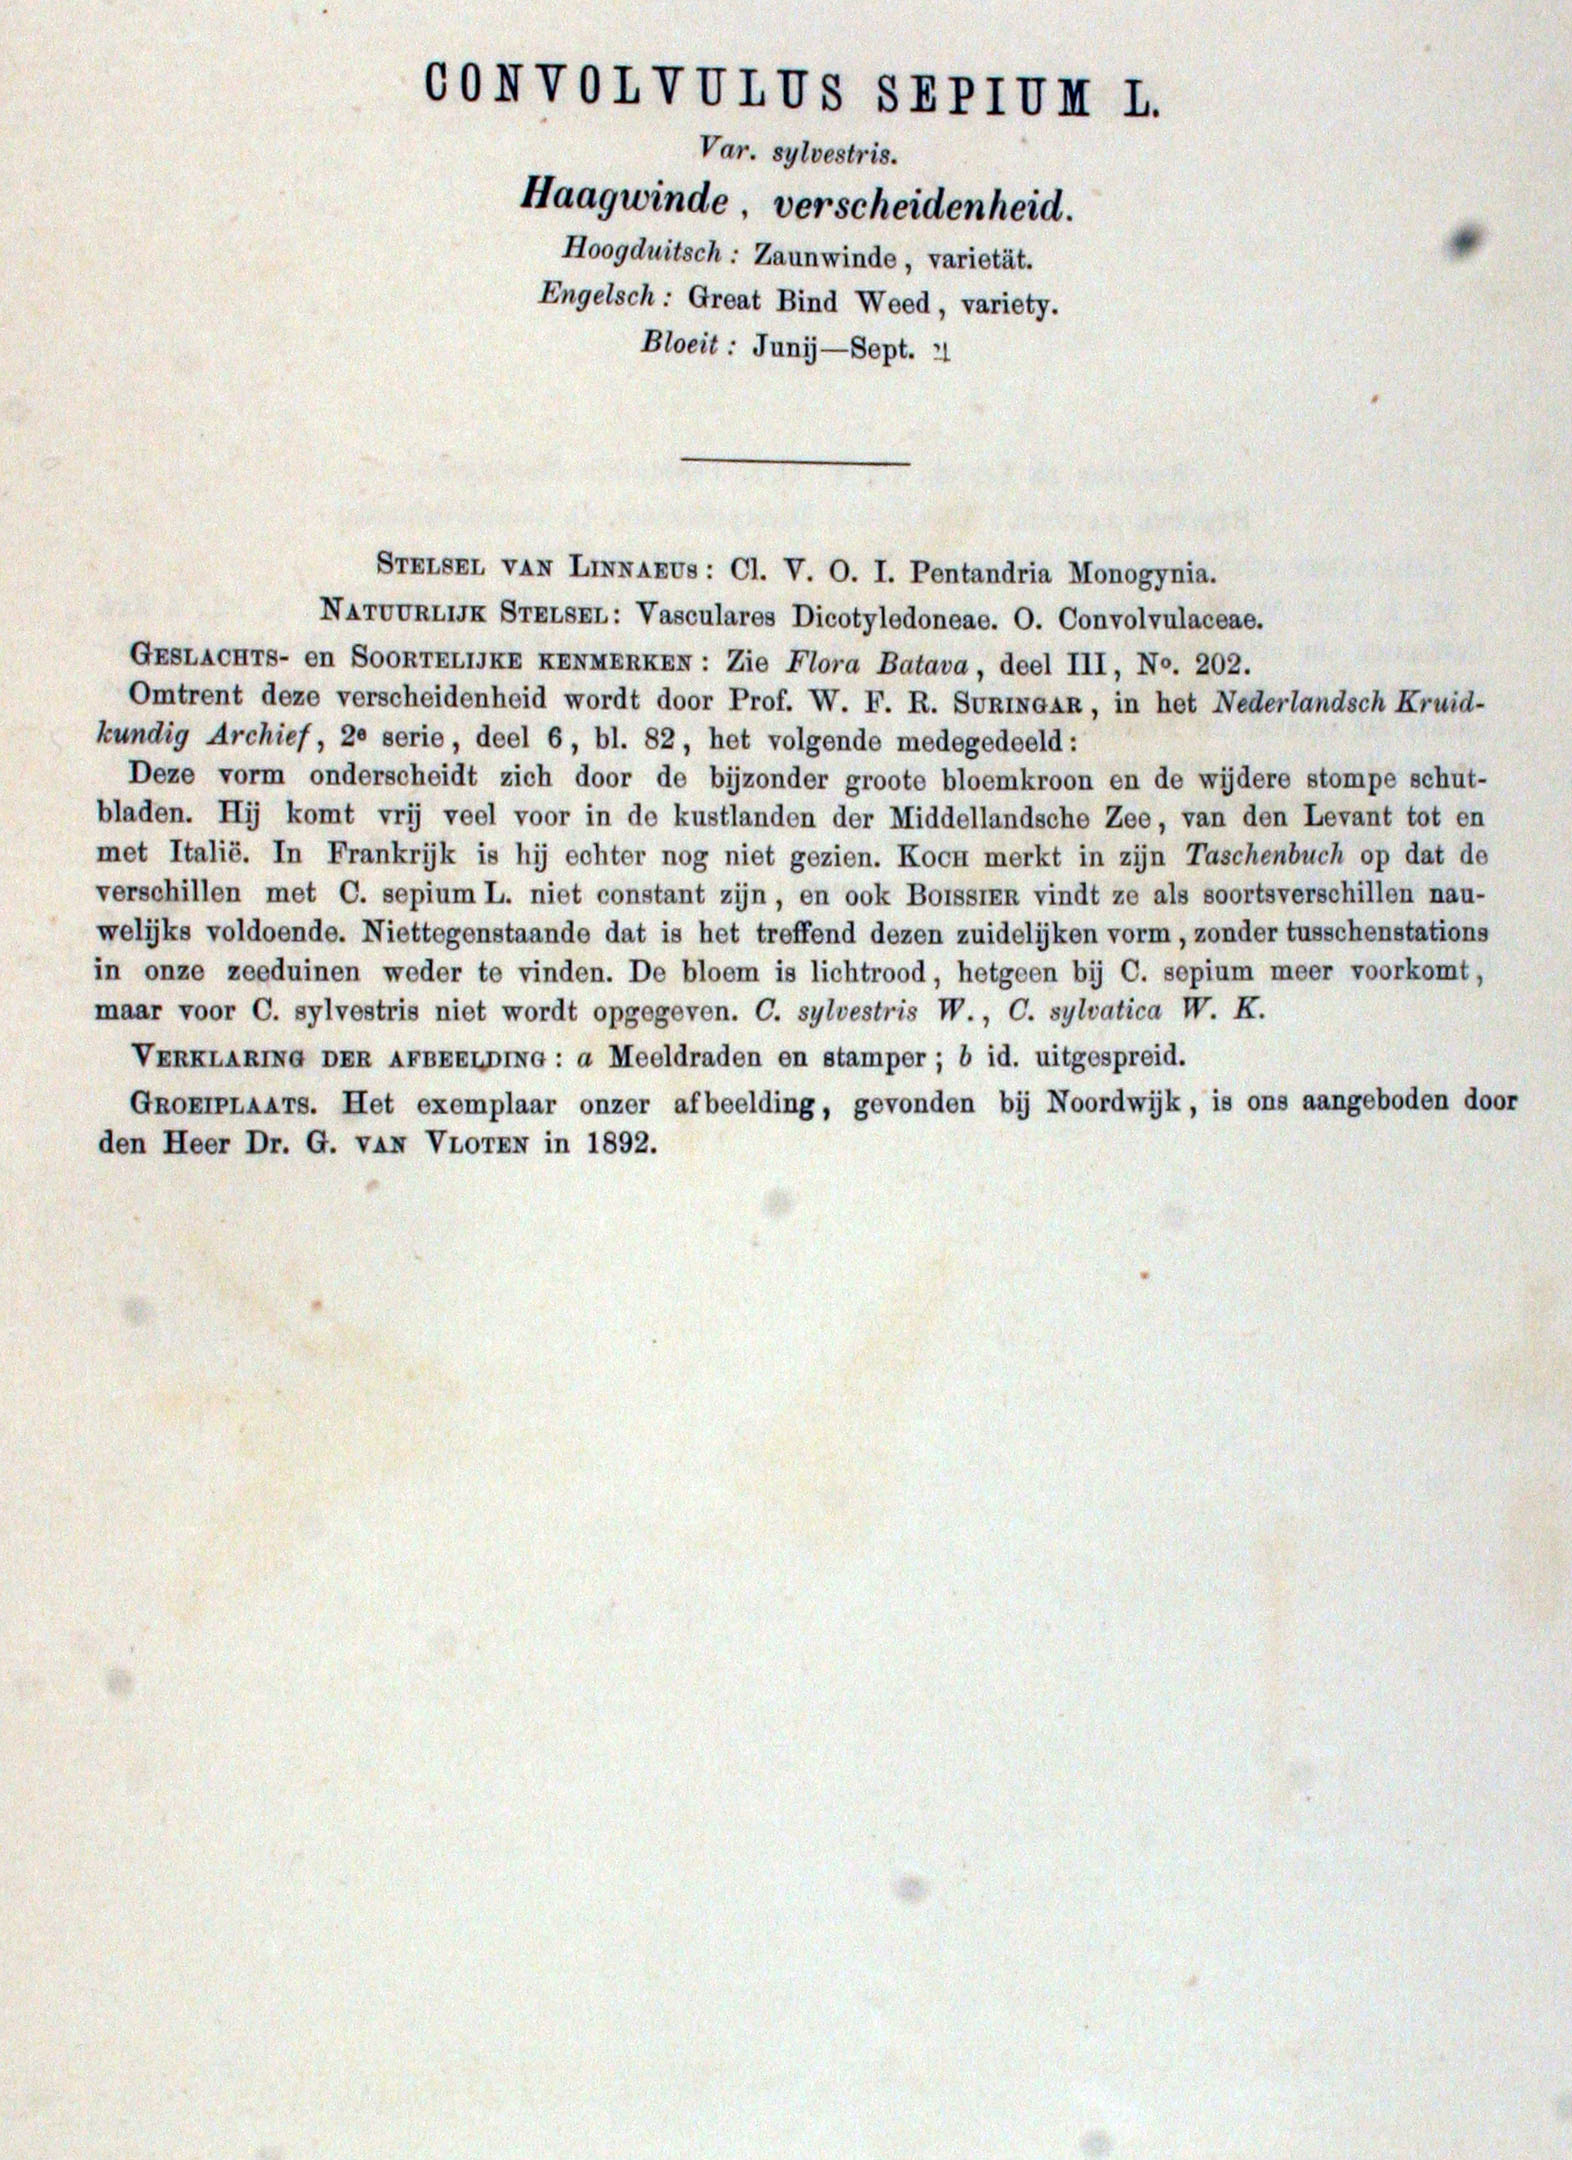 CONVOLVULUS SEPIUM L.
Var. sylvestris.
Haagwinde, verscheidenheid.
Hoogduitsch: Zaunwinde, varietät.
Engelsch: Great Bind Weed, variety.
Bloeit: Junij—Sept. ♃
STELSEL VAN LINNAEUS: Cl. V. O. I. Pentandria Monogynia.
NATUURLIJK STELSEL: Vasculares Dicotyledoneae. O. Convolvulaceae.
GESLACHTS- en SOORTELIJKE KENMERKEN: Zie Flora Batava, deel III, No. 202.
Omtrent deze verscheidenheid wordt door Prof. W. F. R. SURINGAR, in het Nederlandsch Kruid-
kundig Archief, 2e serie, deel 6, bl. 82, het volgende medegedeeld:
Deze vorm onderscheidt zich door de bijzonder groote bloemkroon en de wijdere stompe schut-
bladen. Hij komt vrij veel voor in de kustlanden der Middellandsche Zee, van den Levant tot en
met Italië. In Frankrijk is hij echter nog niet gezien. KOCH merkt in zijn Taschenbuch op dat de
verschillen met C. sepium L. niet constant zijn, en ook BOISSIER vindt ze als soortsverschillen nau-
welijks voldoende. Niettegenstaande dat is het treffend dezen zuidelijken vorm, zonder tusschenstations
in onze zeeduinen weder te vinden. De bloem is lichtrood, hetgeen bij C. sepium meer voorkomt,
maar voor C. sylvestris niet wordt opgegeven. C. sylvestris W., C. sylvatica W. K.
VERKLARING DER AFBEELDING: a Meeldraden en stamper; b id. uitgespreid.
GROEIPLAATS. Het exemplaar onzer afbeelding, gevonden bij Noordwijk, is ons aangeboden door
den Heer Dr. G. VAN VLOTEN in 1892.